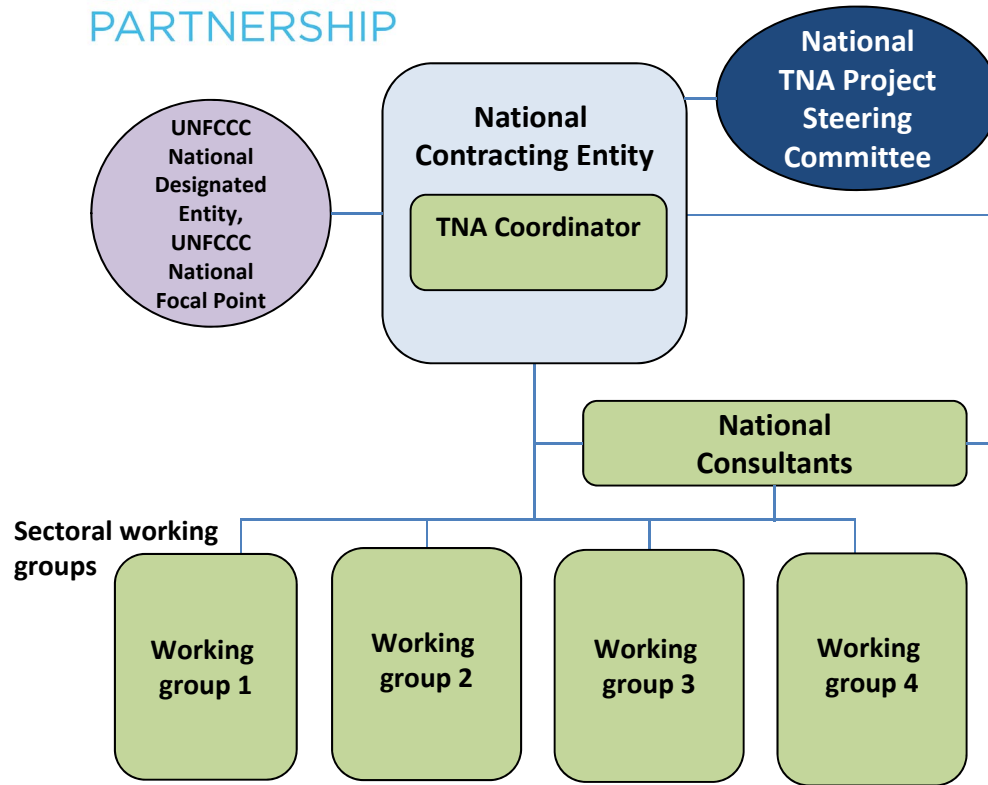 PARTNERSHIP
National
TNA Project
Steering
Committee
National
Contracting Entity
TNA Coordinator
UNFCCC
National
Designated
Entity,
UNFCCC
National
Focal Point
National
Consultants
Sectoral working
groups
Working
group 1
Working
group 2
Working
group 3
Working
group 4